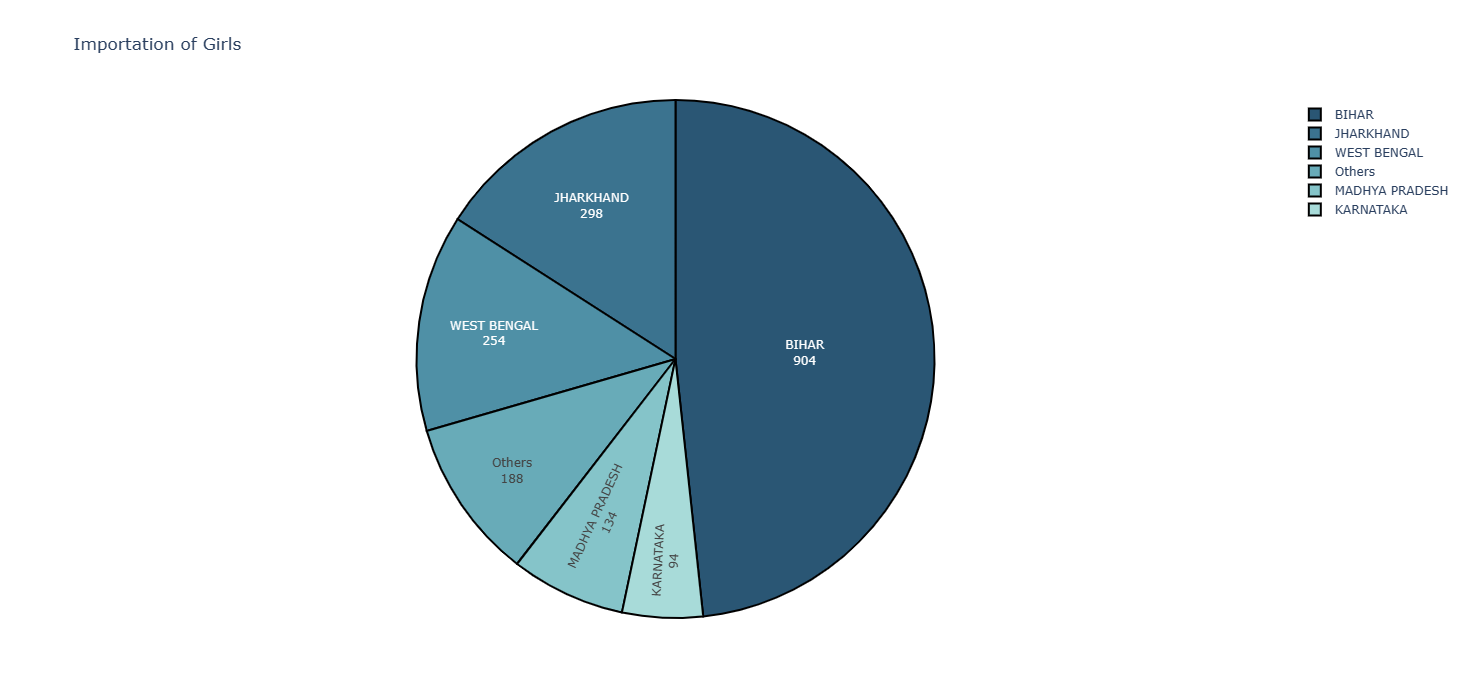 Importation of Girls
JHARKHAND
298
WEST BENGAL
254
BIHAR
904
Others
188
MADHYA PRADESH
134
KARNATAKA
94
BIHAR
JHARKHAND
WEST BENGAL
Others
MADHYA PRADESH
KARNATAKA